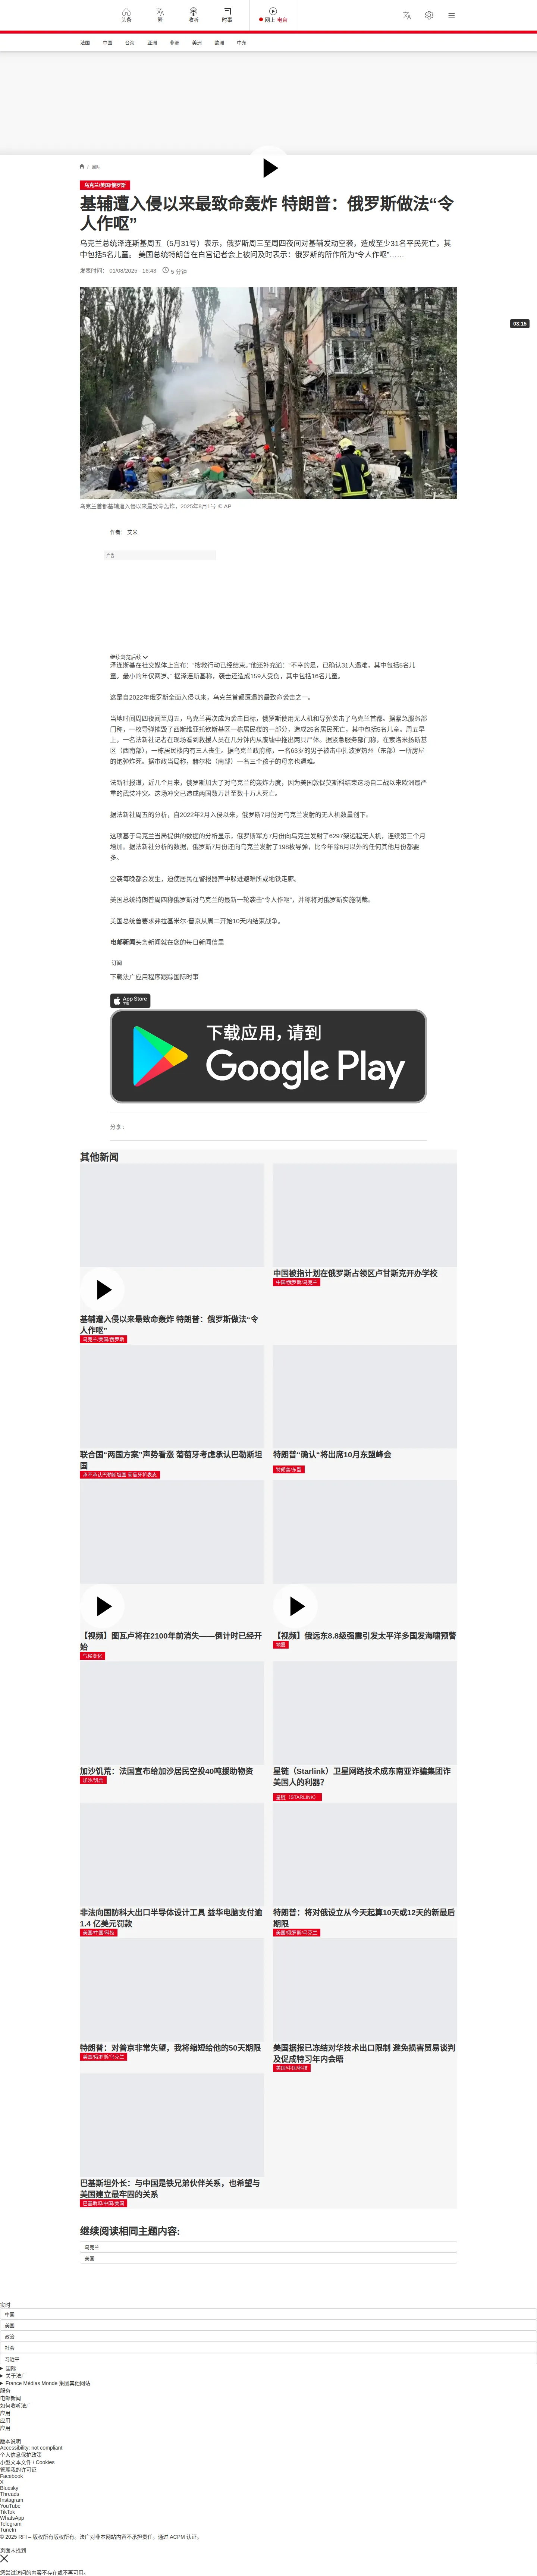 头条
繁
收听
时事
网上 电台
法国
中国
台海
亚洲
非洲
美洲
欧洲
中东
/ 国际
乌克兰/美国/俄罗斯
基辅遭入侵以来最致命轰炸 特朗普：俄罗斯做法“令
人作呕”
乌克兰总统泽连斯基周五（5月31号）表示，俄罗斯周三至周四夜间对基辅发动空袭，造成至少31名平民死亡，其
中包括5名儿童。 美国总统特朗普在白宫记者会上被问及时表示：俄罗斯的所作所为“令人作呕”……
发表时间： 01/08/2025 - 16:43 5 分钟
03:15
乌克兰首都基辅遭入侵以来最致命轰炸，2025年8月1号 © AP
作者： 艾米
广告
继续浏览后续
泽连斯基在社交媒体上宣布：“搜救行动已经结束。”他还补充道：“不幸的是，已确认31人遇难，其中包括5名儿
童。最小的年仅两岁。” 据泽连斯基称，袭击还造成159人受伤，其中包括16名儿童。
这是自2022年俄罗斯全面入侵以来，乌克兰首都遭遇的最致命袭击之一。
当地时间周四夜间至周五，乌克兰再次成为袭击目标，俄罗斯使用无人机和导弹袭击了乌克兰首都。据紧急服务部
门称，一枚导弹摧毁了西斯维亚托钦斯基区一栋居民楼的一部分，造成25名居民死亡，其中包括5名儿童。周五早
上，一名法新社记者在现场看到救援人员在几分钟内从废墟中拖出两具尸体。据紧急服务部门称，在索洛米扬斯基
区（西南部），一栋居民楼内有三人丧生。据乌克兰政府称，一名63岁的男子被击中扎波罗热州（东部）一所房屋
的炮弹炸死。据市政当局称，赫尔松（南部）一名三个孩子的母亲也遇难。
法新社报道，近几个月来，俄罗斯加大了对乌克兰的轰炸力度，因为美国敦促莫斯科结束这场自二战以来欧洲最严
重的武装冲突。这场冲突已造成两国数万甚至数十万人死亡。
据法新社周五的分析，自2022年2月入侵以来，俄罗斯7月份对乌克兰发射的无人机数量创下。
这项基于乌克兰当局提供的数据的分析显示，俄罗斯军方7月份向乌克兰发射了6297架远程无人机，连续第三个月
增加。据法新社分析的数据，俄罗斯7月份还向乌克兰发射了198枚导弹，比今年除6月以外的任何其他月份都要
多。
空袭每晚都会发生，迫使居民在警报器声中躲进避难所或地铁走廊。
美国总统特朗普周四称俄罗斯对乌克兰的最新一轮袭击“令人作呕”，并称将对俄罗斯实施制裁。
美国总统曾要求弗拉基米尔·普京从周二开始10天内结束战争。
电邮新闻头条新闻就在您的每日新闻信里
订阅
下载法广应用程序跟踪国际时事
App Store
下载
下载应用，请到
Google Play
分享 :
其他新闻
基辅遭入侵以来最致命轰炸 特朗普：俄罗斯做法“令
人作呕”
乌克兰/美国/俄罗斯
中国被指计划在俄罗斯占领区卢甘斯克开办学校
中国/俄罗斯/乌克兰
联合国“两国方案”声势看涨 葡萄牙考虑承认巴勒斯坦
国
承不承认巴勒斯坦国 葡萄牙将表态
特朗普"确认"将出席10月东盟峰会
特朗普/东盟
【视频】图瓦卢将在2100年前消失——倒计时已经开
始
气候变化
【视频】俄远东8.8级强震引发太平洋多国发海啸预警
地震
加沙饥荒：法国宣布给加沙居民空投40吨援助物资
加沙饥荒
星链（Starlink）卫星网路技术成东南亚诈骗集团诈
美国人的利器?
星链（STARLINK）
非法向国防科大出口半导体设计工具 益华电脑支付逾
1.4 亿美元罚款
美国/中国/科技
特朗普：将对俄设立从今天起算10天或12天的新最后
期限
美国/俄罗斯/乌克兰
特朗普：对普京非常失望，我将缩短给他的50天期限
美国/俄罗斯/乌克兰
美国据报已冻结对华技术出口限制 避免损害贸易谈判
及促成特习年内会晤
美国/中国/科技
巴基斯坦外长：与中国是铁兄弟伙伴关系，也希望与
美国建立最牢固的关系
巴基斯坦/中国/美国
继续阅读相同主题内容:
乌克兰
美国
实时
中国
美国
政治
社会
习近平
国际
关于法广
France Médias Monde 集团其他网站
服务
电邮新闻
如何收听法广
应用
应用
应用
版本说明
Accessibility: not compliant
个人信息保护政策
小型文本文件 / Cookies
管理我的许可证
Facebook
X
Bluesky
Threads
Instagram
YouTube
TikTok
WhatsApp
Telegram
TuneIn
© 2025 RFI – 版权所有版权所有。法广对非本网站内容不承担责任。通过 ACPM 认证。
页面未找到
您尝试访问的内容不存在或不再可用。